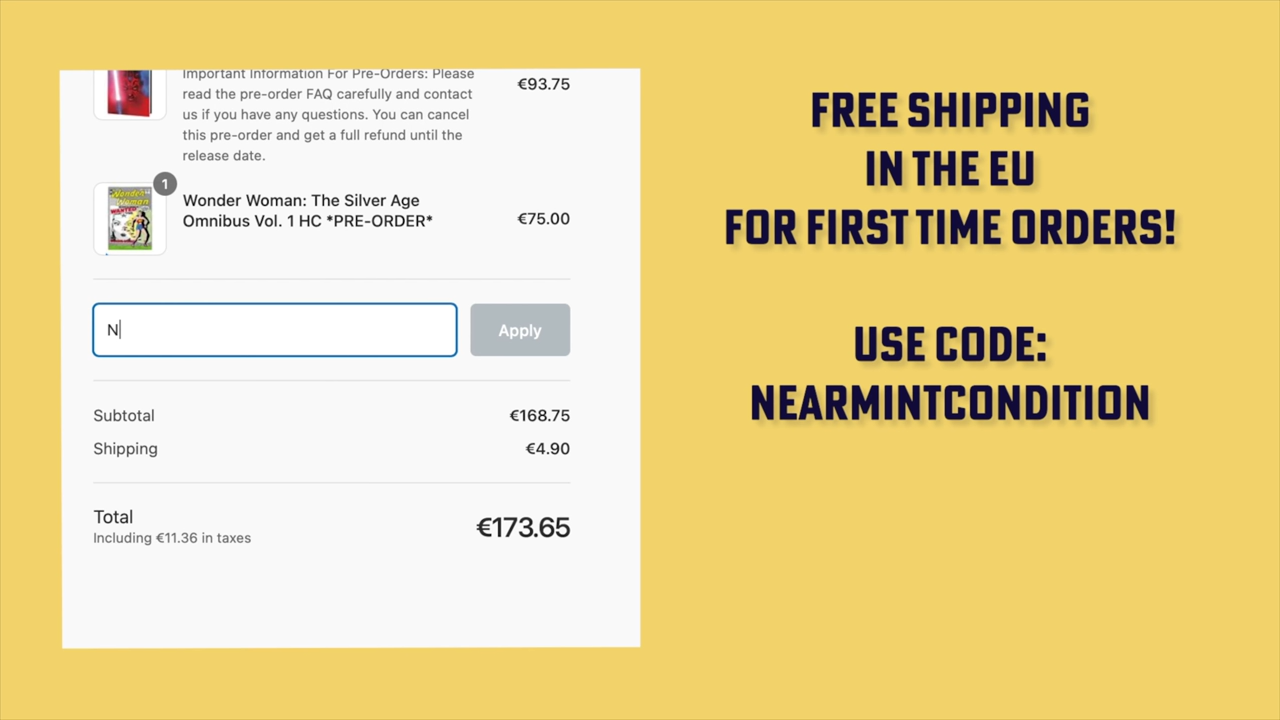 Important Information For Pre-Orders: Please
read the pre-order FAQ carefully and contact
us if you have any questions. You can cancel
this pre-order and get a full refund until the
release date.
€93.75
1
Wonder Woman: The Silver Age
Omnibus Vol. 1 HC *PRE-ORDER*
€75.00
N
Apply
Subtotal
€168.75
Shipping
€4.90
Total
Including €11.36 in taxes
€173.65
FREE SHIPPING
IN THE EU
FOR FIRST TIME ORDERS!
USE CODE:
NEARMINTCONDITION